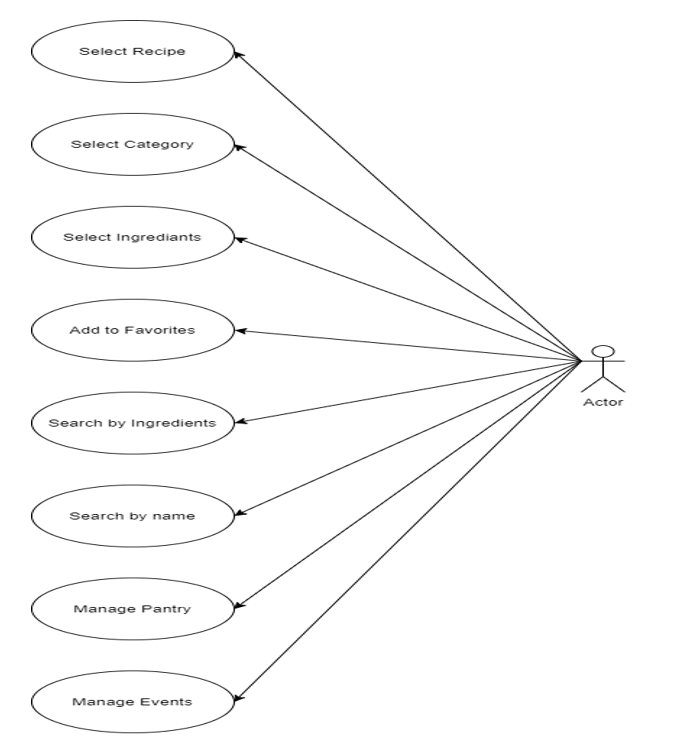 Select Recipe
Select Category
Select Ingrediants
Add to Favorites
Actor
Search by Ingredients
Search by name
Manage Pantry
Manage Events